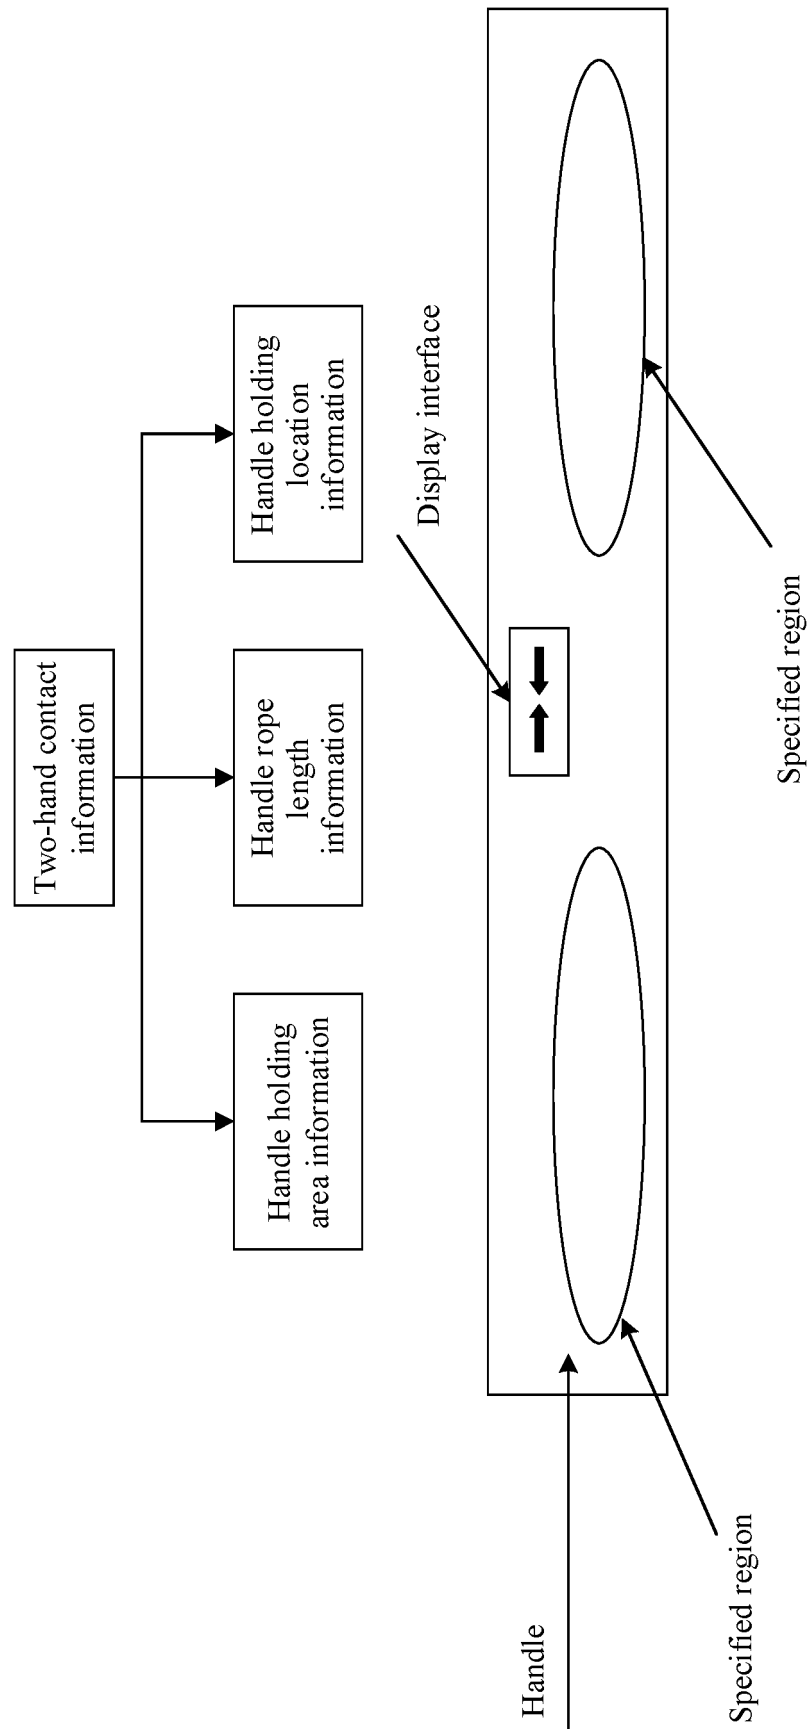 Two-hand contact
information
Handle holding
area information
Handle rope
length
information
Handle holding
location
information
Display interface
Handle
Specified region
Specified region